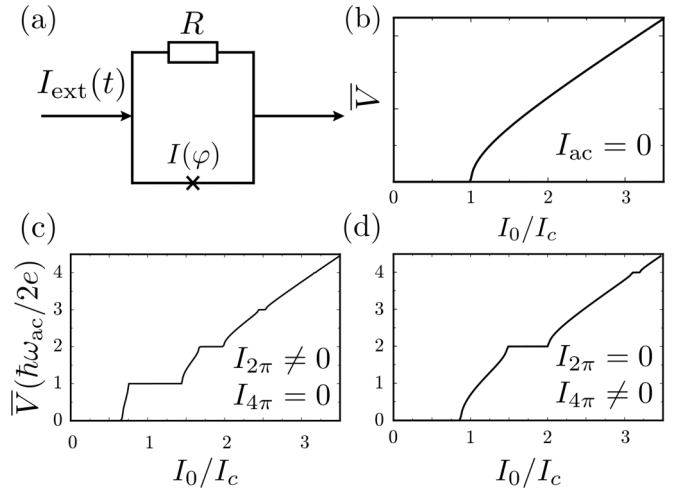 (a)
R
I_ext(t)
I(φ)
(b)
V̅
I_ac = 0
0 1 2 3
I_0/I_c
(c)
V̅(ħω_ac/2e)
4
3
2
1
0
I_2π ≠ 0
I_4π = 0
0 1 2 3
I_0/I_c
(d)
4
3
2
1
0
I_2π = 0
I_4π ≠ 0
0 1 2 3
I_0/I_c